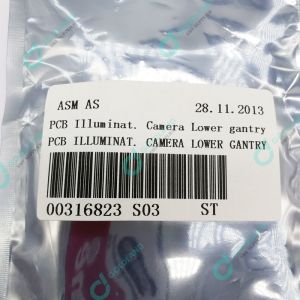 ASM AS 28.11.2013
PCB Illuminat. Camera Lower gantry
PCB ILLUMINAT. CAMERA LOWER GANTRY
00316823 S03 ST